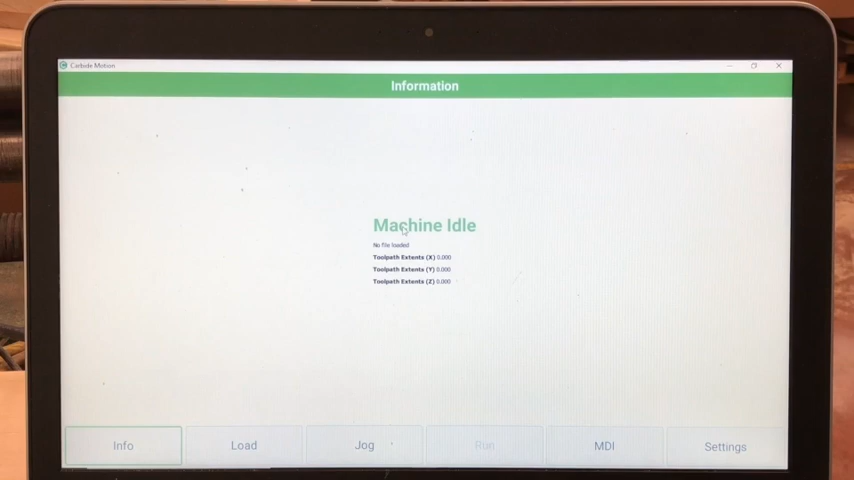 Carbide Motion
Information
Machine Idle
No file loaded
Toolpath Extents (X) 0.000
Toolpath Extents (Y) 0.000
Toolpath Extents (Z) 0.000
Info Load Jog Run MDI Settings